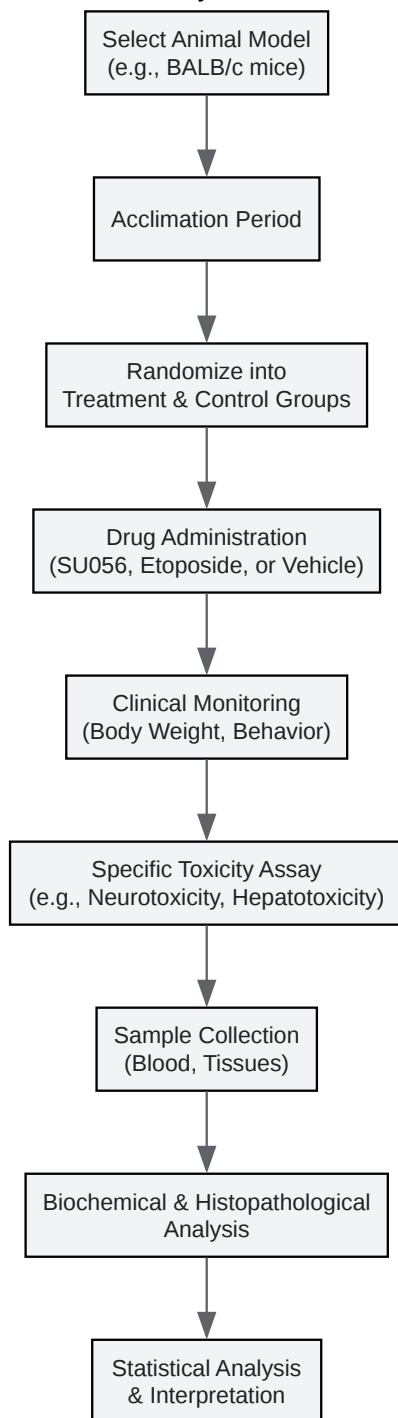 Select Animal Model
(e.g., BALB/c mice)
Acclimation Period
Randomize into
Treatment & Control Groups
Drug Administration
(SU056, Etoposide, or Vehicle)
Clinical Monitoring
(Body Weight, Behavior)
Specific Toxicity Assay
(e.g., Neurotoxicity, Hepatotoxicity)
Sample Collection
(Blood, Tissues)
Biochemical & Histopathological
Analysis
Statistical Analysis
& Interpretation